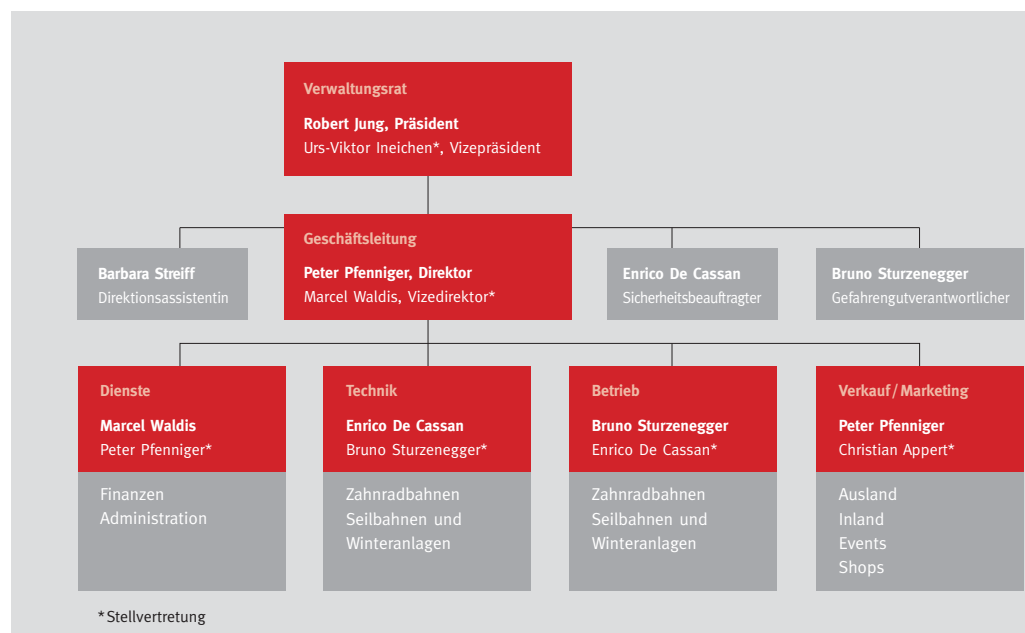 Verwaltungsrat
Robert Jung, Präsident
Urs-Viktor Ineichen*, Vizepräsident
Barbara Streiff
Direktionsassistentin
Geschäftsleitung
Peter Pfenniger, Direktor
Marcel Waldis, Vizedirektor*
Enrico De Cassan
Sicherheitsbeauftragter
Bruno Sturzenegger
Gefahrengutverantwortlicher
Dienste
Marcel Waldis
Peter Pfenniger*
Finanzen
Administration
Technik
Enrico De Cassan
Bruno Sturzenegger*
Zahnradbahnen
Seilbahnen und
Winteranlagen
Betrieb
Bruno Sturzenegger
Enrico De Cassan*
Zahnradbahnen
Seilbahnen und
Winteranlagen
Verkauf/Marketing
Peter Pfenniger
Christian Appert*
Ausland
Inland
Events
Shops
*Stellvertretung